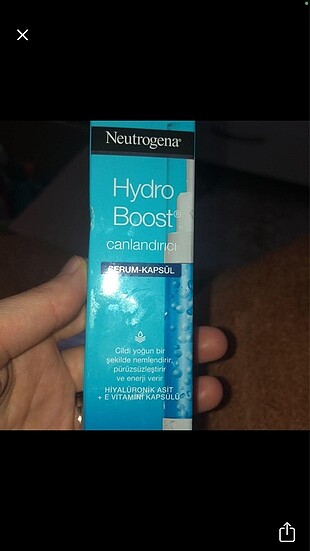 Neutrogena®
Hydro
Boost®
canlandırıcı
SERUM-KAPSÜL
Cildi yoğun bir
şekilde nemlendirir,
pürüzsüzleştirir
ve enerji verir
HİYALÜRONİK ASİT
+ E VİTAMİNİ KAPSÜLÜ